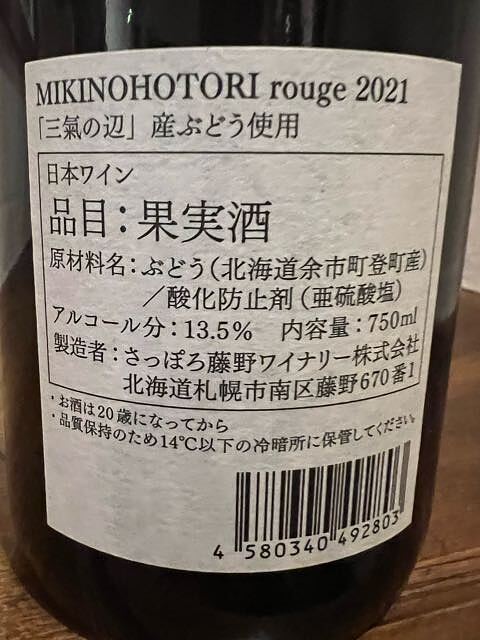 MIKINOHOTORI rouge 2021
「三氣の辺」産ぶどう使用
日本ワイン
品目：果実酒
原材料名：ぶどう（北海道余市町登町産）
／酸化防止剤（亜硫酸塩）
アルコール分：13.5% 内容量：750ml
製造者：さっぽろ藤野ワイナリー株式会社
北海道札幌市南区藤野670番1
・お酒は20歳になってから
・品質保持のため14℃以下の冷暗所に保管してください。
4 580340 492803